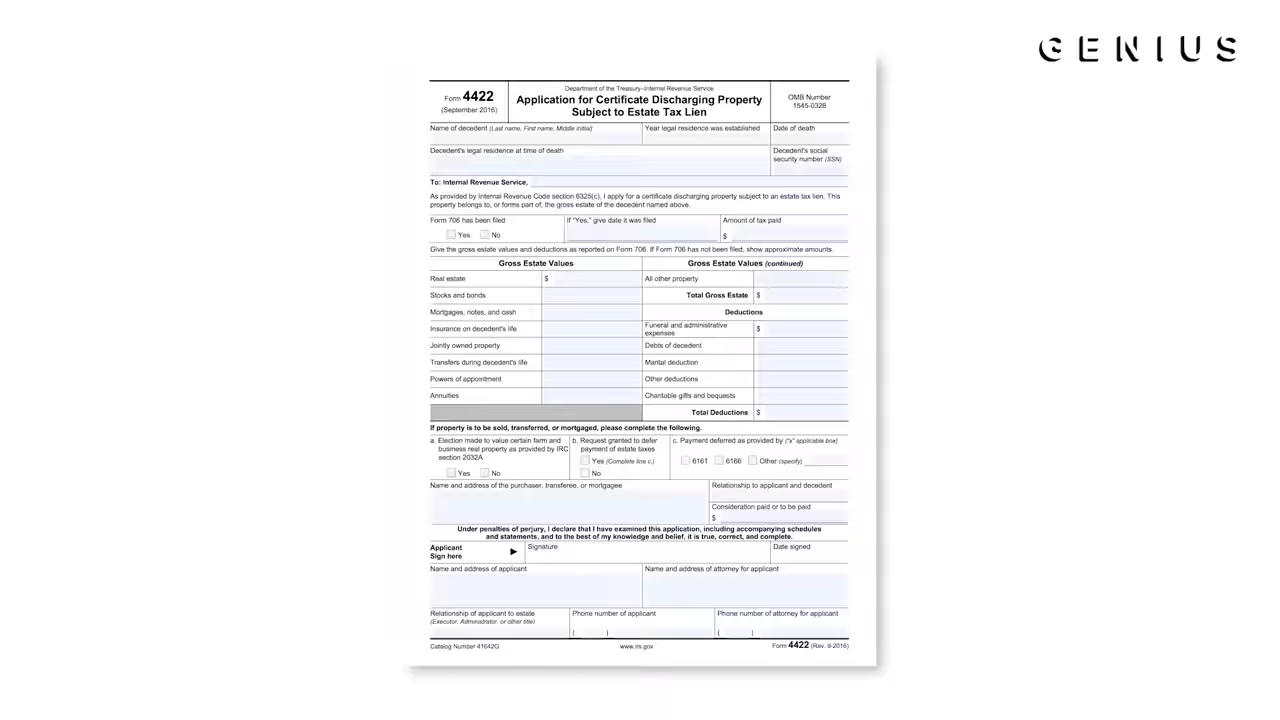 GENIUS
Form 4422
(September 2016)
Department of the Treasury–Internal Revenue Service
Application for Certificate Discharging Property
Subject to Estate Tax Lien
OMB Number
1545-0328
Name of decedent (Last name, First name, Middle initial)
Year legal residence was established
Date of death
Decedent's legal residence at time of death
Decedent's social
security number (SSN)
To: Internal Revenue Service,
As provided by Internal Revenue Code section 6325(c), I apply for a certificate discharging property subject to an estate tax lien. This
property belongs to, or forms part of, the gross estate of the decedent named above.
Form 706 has been filed
Yes No
If "Yes," give date it was filed
Amount of tax paid
$
Give the gross estate values and deductions as reported on Form 706. If Form 706 has not been filed, show approximate amounts.
Gross Estate Values
Gross Estate Values (continued)
Real estate $
All other property
Stocks and bonds
Total Gross Estate $
Mortgages, notes, and cash
Deductions
Insurance on decedent's life
Funeral and administrative
expenses
$
Jointly owned property
Debts of decedent
Transfers during decedent's life
Marital deduction
Powers of appointment
Other deductions
Annuities
Charitable gifts and bequests
Total Deductions $
If property is to be sold, transferred, or mortgaged, please complete the following.
a. Election made to value certain farm and
business real property as provided by IRC
section 2032A
Yes No
b. Request granted to defer
payment of estate taxes
Yes (Complete line c.)
No
c. Payment deferred as provided by ("x" applicable box)
6161 6166 Other (specify)
Name and address of the purchaser, transferee, or mortgagee
Relationship to applicant and decedent
Consideration paid or to be paid
$
Under penalties of perjury, I declare that I have examined this application, including accompanying schedules
and statements, and to the best of my knowledge and belief, it is true, correct, and complete.
Applicant
Sign here
Signature
Date signed
Name and address of applicant
Name and address of attorney for applicant
Relationship of applicant to estate
(Executor, Administrator, or other title)
Phone number of applicant
( )
Phone number of attorney for applicant
( )
Catalog Number 41642G
www.irs.gov
Form 4422 (Rev. 9-2016)